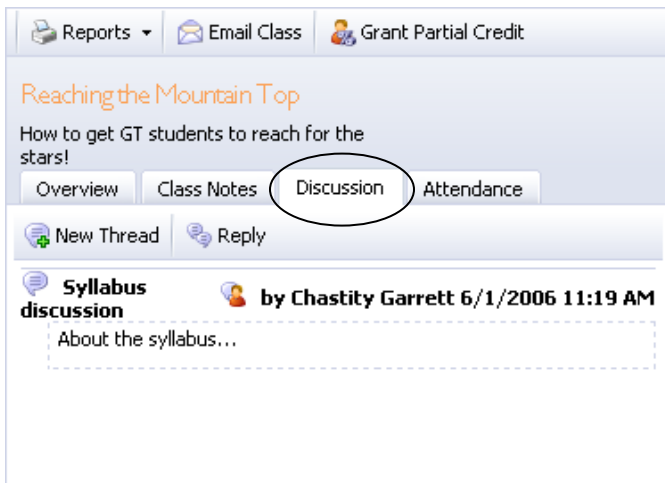 Reports Email Class Grant Partial Credit
Reaching the Mountain Top
How to get GT students to reach for the
stars!
Overview Class Notes Discussion Attendance
New Thread Reply
Syllabus
discussion
by Chastity Garrett 6/1/2006 11:19 AM
About the syllabus...